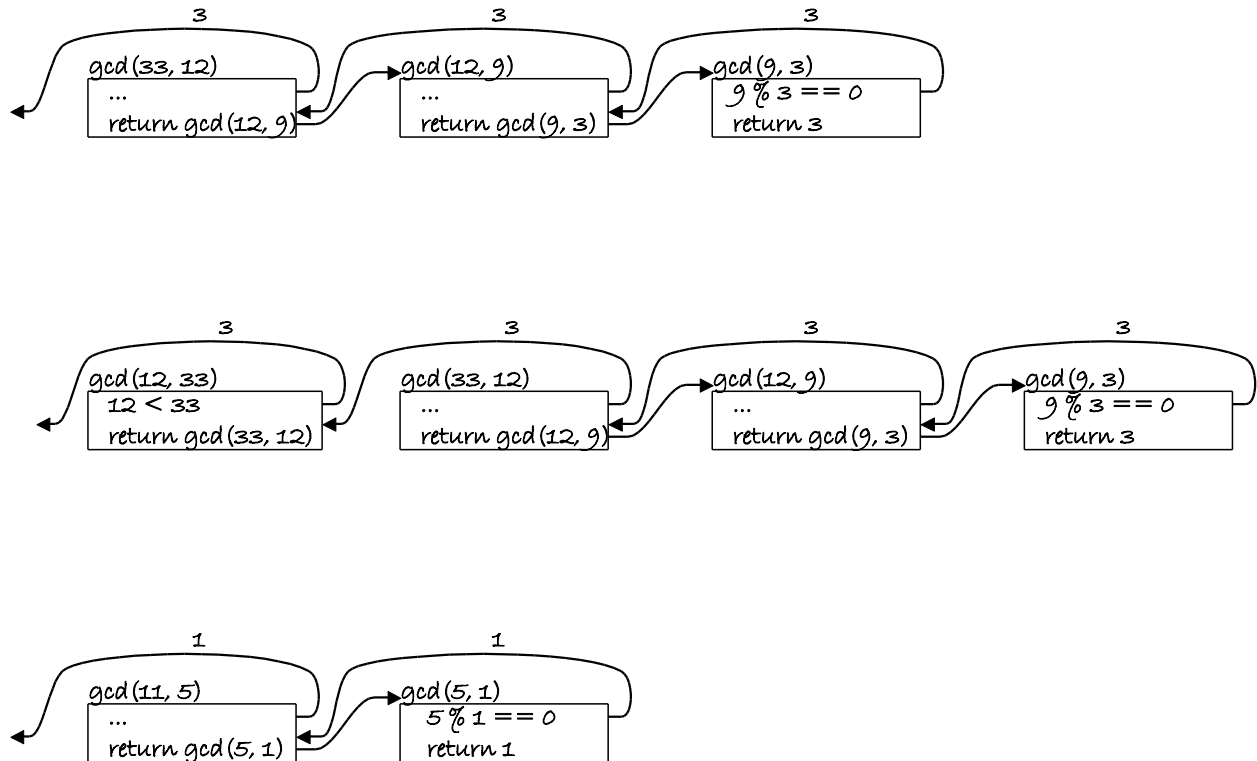 3 3 3
gcd(33, 12) gcd(12, 9) gcd(9, 3)
... ... 9 % 3 == 0
return gcd(12, 9) return gcd(9, 3) return 3
3 3 3 3
gcd(12, 33) gcd(33, 12) gcd(12, 9) gcd(9, 3)
12 < 33 ... ... 9 % 3 == 0
return gcd(33, 12) return gcd(12, 9) return gcd(9, 3) return 3
1 1
gcd(11, 5) gcd(5, 1)
... 5 % 1 == 0
return gcd(5, 1) return 1